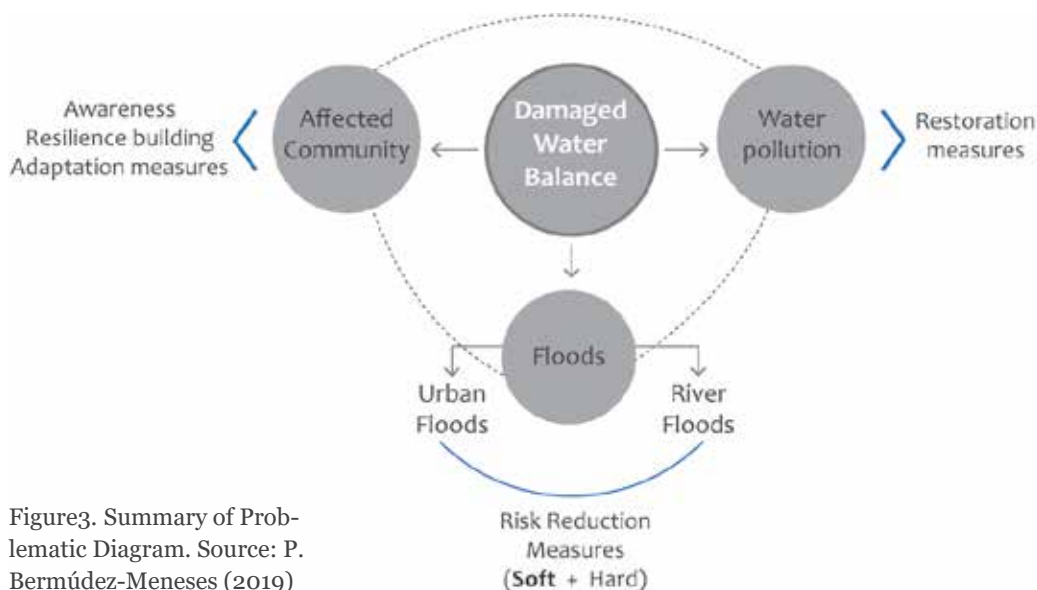 Awareness
Resilience building
Adaptation measures
Affected
Community
Damaged
Water
Balance
Water
pollution
Restoration
measures
Floods
Urban
Floods
River
Floods
Risk Reduction
Measures
(Soft + Hard)
Figure3. Summary of Prob-
lematic Diagram. Source: P.
Bermúdez-Meneses (2019)